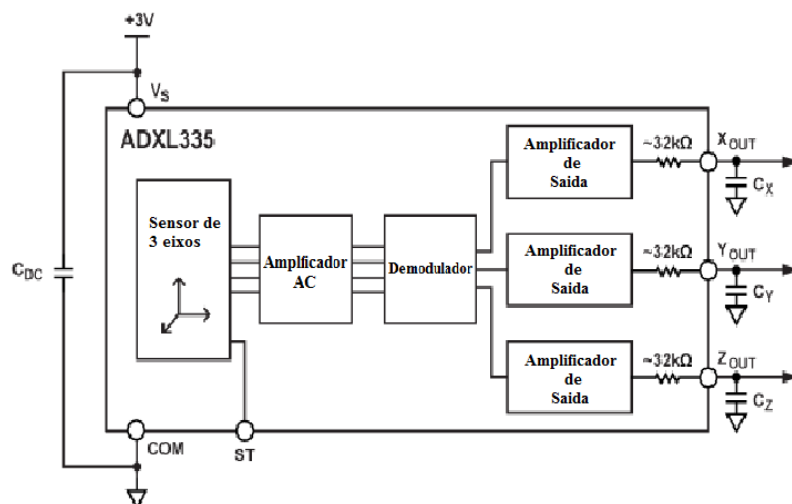 +3V
VS
ADXL335
Sensor de
3 eixos
Amplficador
AC
Demodulador
Amplificador
de
Saida
~32kΩ
XOUT
CX
Amplificador
de
Saida
~32kΩ
YOUT
CY
Amplificador
de
Saida
~32kΩ
ZOUT
CZ
CDC
COM
ST